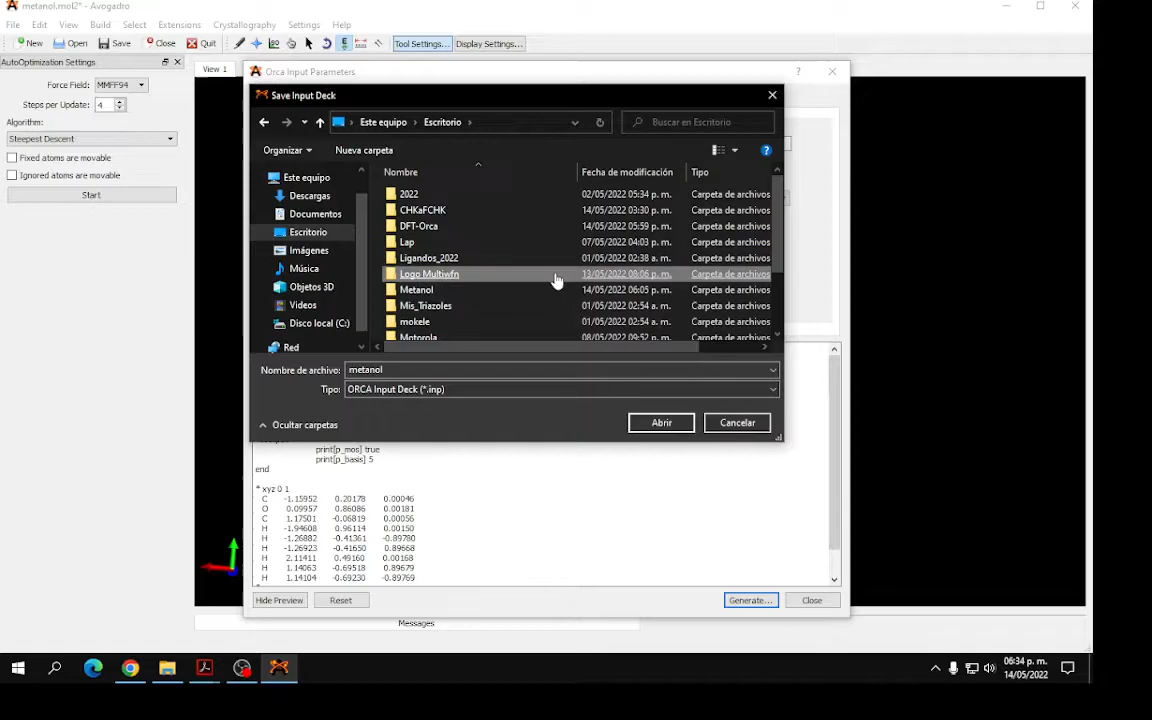 metanol.mol2* - Avogadro
File Edit View Build Select Extensions Crystallography Settings Help
New Open Save Close Quit Tool Settings... Display Settings...
AutoOptimization Settings
View 1
Force Field: MMFF94
Steps per Update: 4
Algorithm:
Steepest Descent
Fixed atoms are movable
Ignored atoms are movable
Start
Orca Input Parameters
?
Save Input Deck
Este equipo > Escritorio >
Buscar en Escritorio
Organizar Nueva carpeta
Este equipo
Descargas
Documentos
Escritorio
Imágenes
Música
Objetos 3D
Videos
Disco local (C:)
Red
Nombre Fecha de modificación Tipo
2022 02/05/2022 05:34 p. m. Carpeta de archivos
CHKaFCHK 14/05/2022 03:30 p. m. Carpeta de archivos
DFT-Orca 14/05/2022 05:59 p. m. Carpeta de archivos
Lap 07/05/2022 04:03 p. m. Carpeta de archivos
Ligandos_2022 01/05/2022 02:38 a. m. Carpeta de archivos
Logo Multiwfn 13/05/2022 08:06 p. m. Carpeta de archivos
Metanol 14/05/2022 06:05 p. m. Carpeta de archivos
Mis_Triazoles 01/05/2022 02:54 a. m. Carpeta de archivos
mokele 01/05/2022 02:54 a. m. Carpeta de archivos
Motorola 08/05/2022 09:52 p. m. Carpeta de archivos
Nombre de archivo: metanol
Tipo: ORCA Input Deck (*.inp)
Ocultar carpetas
Abrir Cancelar
print[p_mos] true
print[p_basis] 5
end
* xyz 0 1
C -1.15952 0.20178 0.00046
O 0.09957 0.86086 0.00181
C 1.17501 -0.06819 0.00056
H -1.94608 0.96114 0.00150
H -1.26882 -0.41361 -0.89780
H -1.26923 -0.41650 0.89668
H 2.11411 0.49160 0.00168
H 1.14063 -0.69518 0.89679
H 1.14104 -0.69230 -0.89769
Hide Preview Reset Generate... Close
Messages
06:34 p. m.
14/05/2022